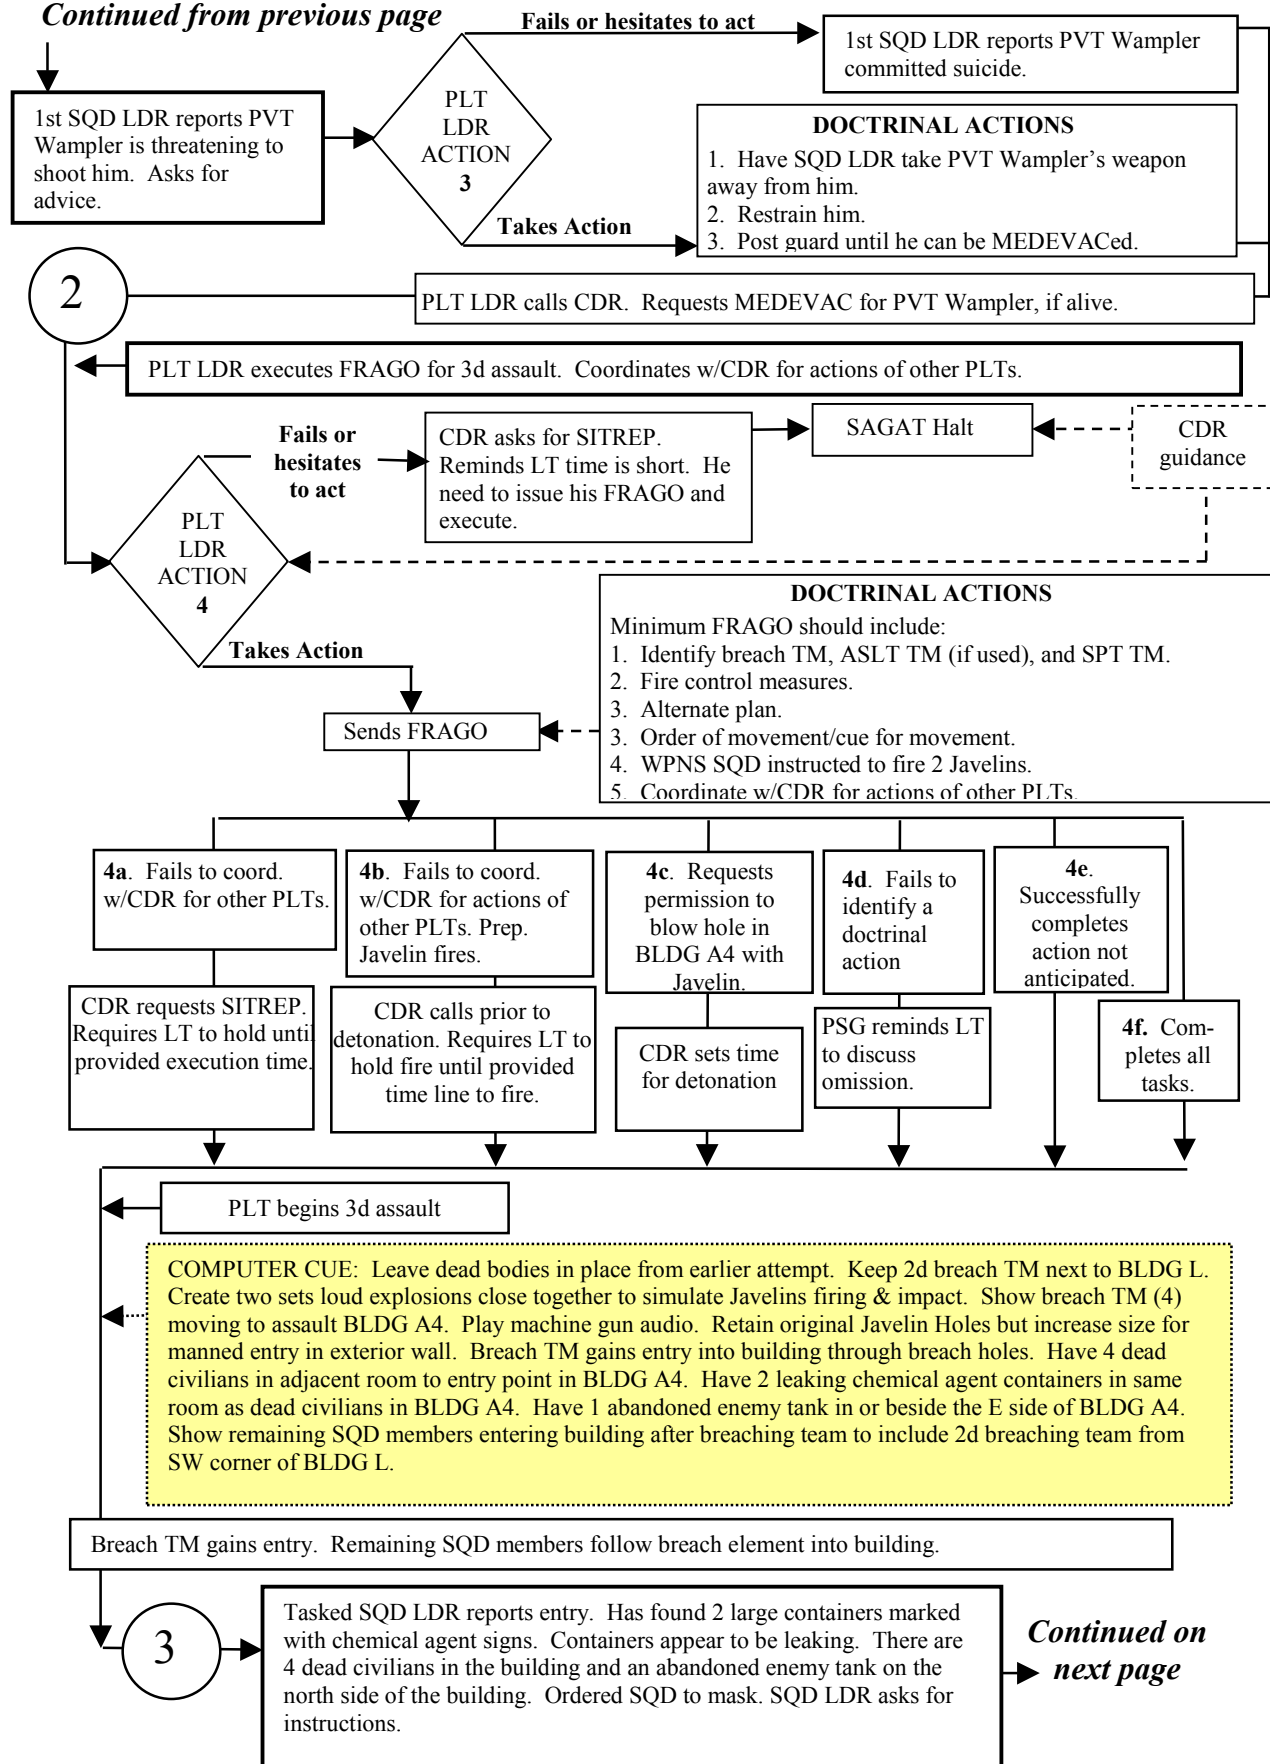 Continued from previous page
Fails or hesitates to act
1st SQD LDR reports PVT Wampler
committed suicide.
1st SQD LDR reports PVT
Wampler is threatening to
shoot him. Asks for
advice.
PLT
LDR
ACTION
3
DOCTRINAL ACTIONS
1. Have SQD LDR take PVT Wampler's weapon
away from him.
2. Restrain him.
3. Post guard until he can be MEDEVACed.
Takes Action
2
PLT LDR calls CDR. Requests MEDEVAC for PVT Wampler, if alive.
PLT LDR executes FRAGO for 3d assault. Coordinates w/CDR for actions of other PLTs.
Fails or
hesitates
to act
CDR asks for SITREP.
Reminds LT time is short. He
need to issue his FRAGO and
execute.
SAGAT Halt
CDR
guidance
PLT
LDR
ACTION
4
Takes Action
Sends FRAGO
DOCTRINAL ACTIONS
Minimum FRAGO should include:
1. Identify breach TM, ASLT TM (if used), and SPT TM.
2. Fire control measures.
3. Alternate plan.
3. Order of movement/cue for movement.
4. WPNS SQD instructed to fire 2 Javelins.
5. Coordinate w/CDR for actions of other PLTs.
4a. Fails to coord.
w/CDR for other PLTs.
CDR requests SITREP.
Requires LT to hold until
provided execution time.
4b. Fails to coord.
w/CDR for actions of
other PLTs. Prep.
Javelin fires.
CDR calls prior to
detonation. Requires LT to
hold fire until provided
time line to fire.
4c. Requests
permission to
blow hole in
BLDG A4 with
Javelin.
CDR sets time
for detonation
4d. Fails to
identify a
doctrinal
action
PSG reminds LT
to discuss
omission.
4e.
Successfully
completes
action not
anticipated.
4f. Com-
pletes all
tasks.
PLT begins 3d assault
COMPUTER CUE: Leave dead bodies in place from earlier attempt. Keep 2d breach TM next to BLDG L.
Create two sets loud explosions close together to simulate Javelins firing & impact. Show breach TM (4)
moving to assault BLDG A4. Play machine gun audio. Retain original Javelin Holes but increase size for
manned entry in exterior wall. Breach TM gains entry into building through breach holes. Have 4 dead
civilians in adjacent room to entry point in BLDG A4. Have 2 leaking chemical agent containers in same
room as dead civilians in BLDG A4. Have 1 abandoned enemy tank in or beside the E side of BLDG A4.
Show remaining SQD members entering building after breaching team to include 2d breaching team from
SW corner of BLDG L.
Breach TM gains entry. Remaining SQD members follow breach element into building.
3
Tasked SQD LDR reports entry. Has found 2 large containers marked
with chemical agent signs. Containers appear to be leaking. There are
4 dead civilians in the building and an abandoned enemy tank on the
north side of the building. Ordered SQD to mask. SQD LDR asks for
instructions.
Continued on
next page